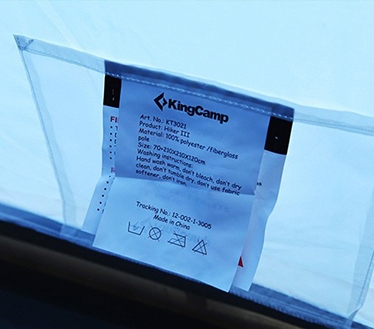 KingCamp
Art. No.: KT3021
Product: Hiker III
Material: 100% polyester /fiberglass
pole
Size: 70+210X210X120cm
Washing instructions:
Hand wash warm, don't bleach, don't dry
clean, don't tumble dry, don't use fabric
softener, don't iron.
Tracking No.: 12-002-1-3005
Made in China